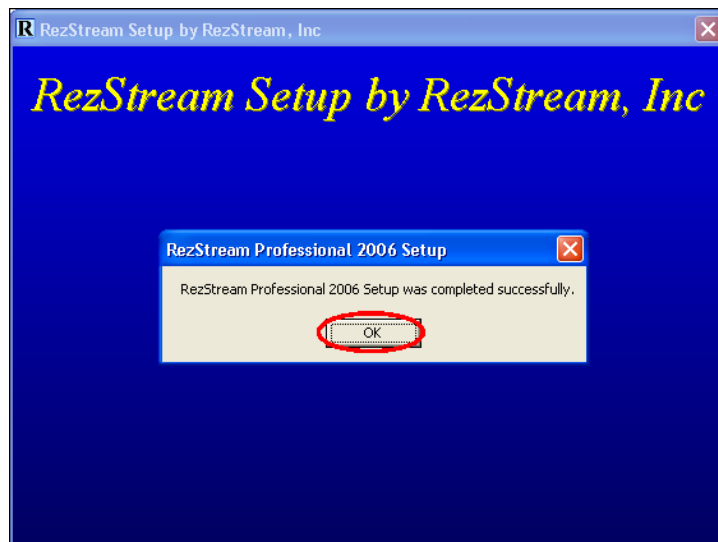 R RezStream Setup by RezStream, Inc
RezStream Setup by RezStream, Inc
RezStream Professional 2006 Setup
RezStream Professional 2006 Setup was completed successfully.
OK